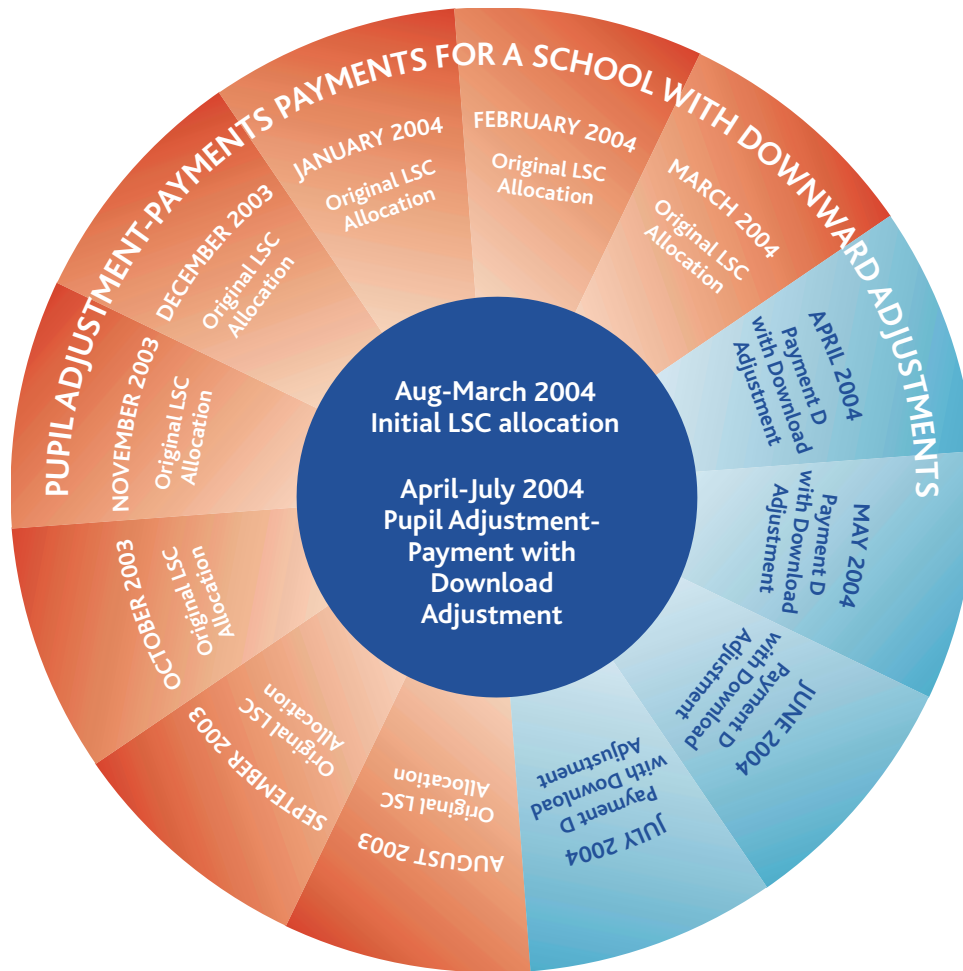 PUPIL ADJUSTMENT-PAYMENTS PAYMENTS FOR A SCHOOL WITH DOWNWARD ADJUSTMENTS
AUGUST 2003
Original LSC
Allocation
SEPTEMBER 2003
Original LSC
Allocation
OCTOBER 2003
Original LSC
Allocation
NOVEMBER 2003
Original LSC
Allocation
DECEMBER 2003
Original LSC
Allocation
JANUARY 2004
Original LSC
Allocation
FEBRUARY 2004
Original LSC
Allocation
MARCH 2004
Original LSC
Allocation
APRIL 2004
Payment D
with Download
Adjustment
MAY 2004
Payment D
with Download
Adjustment
JUNE 2004
Payment D
with Download
Adjustment
JULY 2004
Payment D
with Download
Adjustment
Aug-March 2004
Initial LSC allocation
April-July 2004
Pupil Adjustment-
Payment with
Download
Adjustment